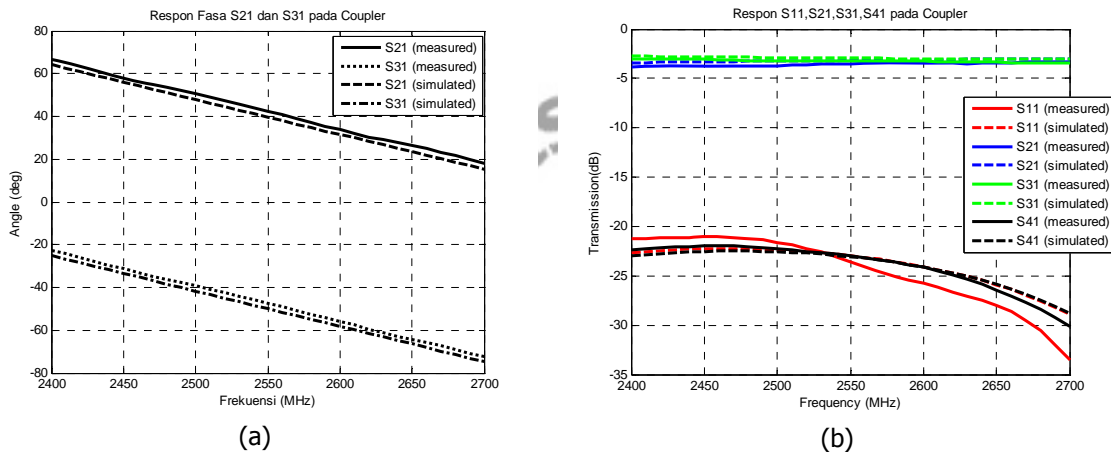 Respon Fasa S21 dan S31 pada Coupler
80
60
40
20
0
-20
-40
-60
-80
Angle (deg)
S21 (measured)
S31 (measured)
S21 (simulated)
S31 (simulated)
2400 2450 2500 2550 2600 2650 2700
Frekuensi (MHz)
(a)
Respon S11,S21,S31,S41 pada Coupler
0
-5
-10
-15
-20
-25
-30
-35
Transmission(dB)
S11 (measured)
S11 (simulated)
S21 (measured)
S21 (simulated)
S31 (measured)
S31 (simulated)
S41 (measured)
S41 (simulated)
2400 2450 2500 2550 2600 2650 2700
Frequency (MHz)
(b)